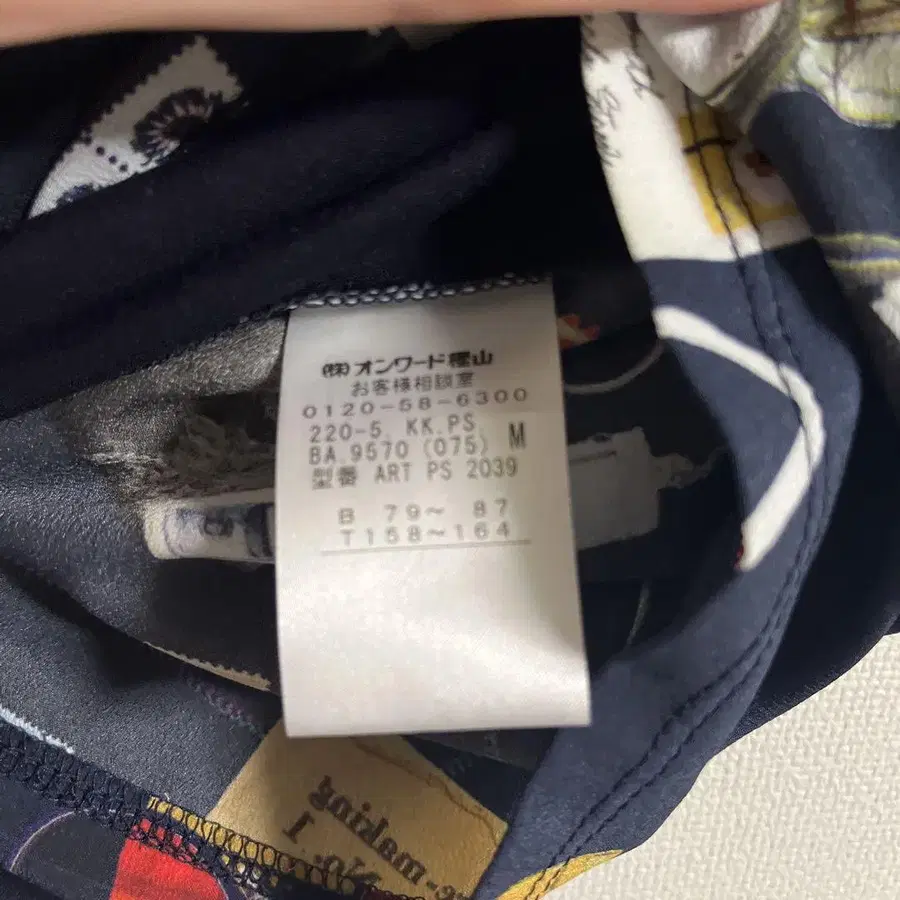 (株)オンワード樫山
お客様相談室
0120-58-6300
220-5, KK.PS,
BA.9570 (075) M
型番 ART PS 2039
B 79～ 87
T158～164
-making